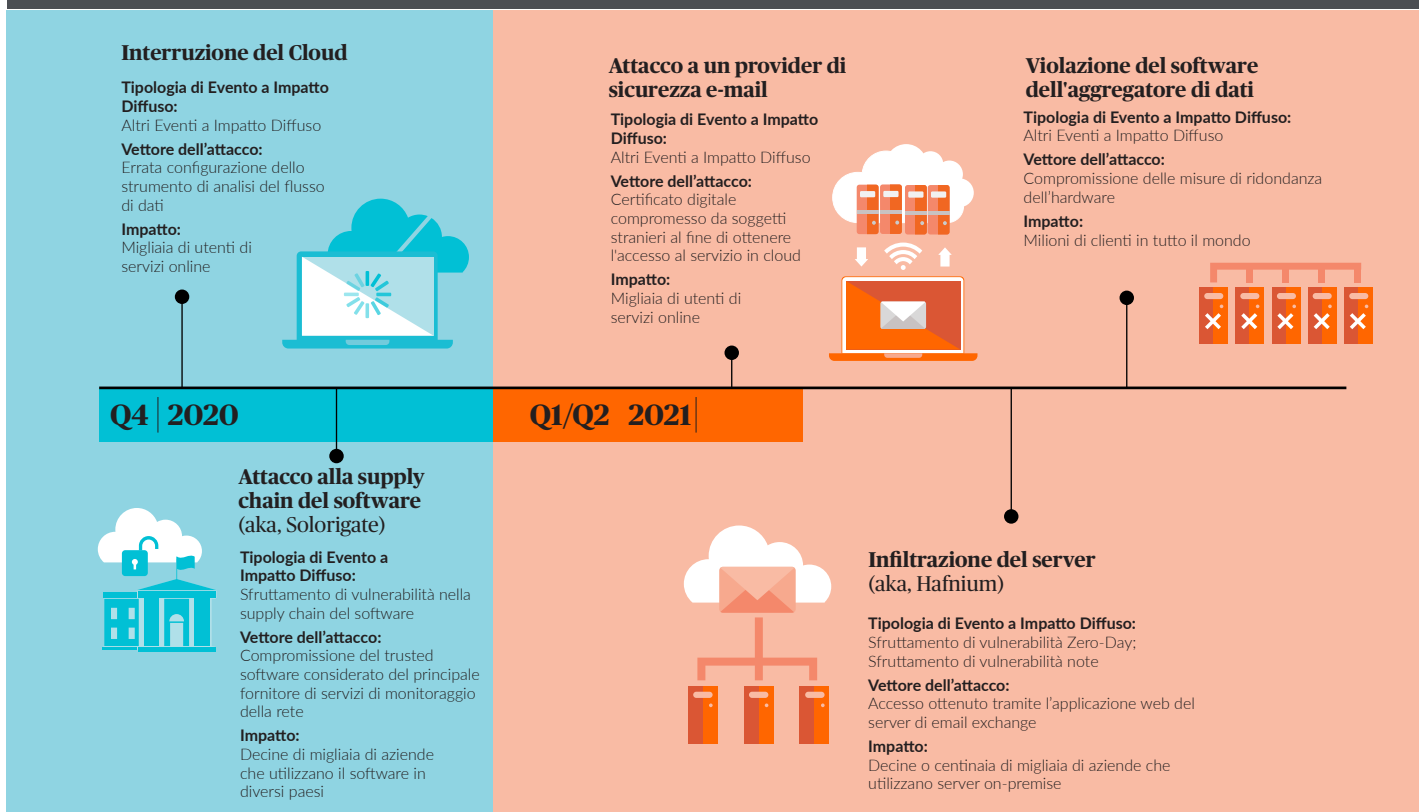 Interruzione del Cloud
Tipologia di Evento a Impatto
Diffuso:
Altri Eventi a Impatto Diffuso
Vettore dell'attacco:
Errata configurazione dello
strumento di analisi del flusso
di dati
Impatto:
Migliaia di utenti di
servizi online
Attacco a un provider di
sicurezza e-mail
Tipologia di Evento a Impatto
Diffuso:
Altri Eventi a Impatto Diffuso
Vettore dell'attacco:
Certificato digitale
compromesso da soggetti
stranieri al fine di ottenere
l'accesso al servizio in cloud
Impatto:
Migliaia di utenti di
servizi online
Violazione del software
dell'aggregatore di dati
Tipologia di Evento a Impatto Diffuso:
Altri Eventi a Impatto Diffuso
Vettore dell'attacco:
Compromissione delle misure di ridondanza
dell'hardware
Impatto:
Milioni di clienti in tutto il mondo
Q4 | 2020
Q1/Q2 2021|
Attacco alla supply
chain del software
(aka, Solorigate)
Tipologia di Evento a
Impatto Diffuso:
Sfruttamento di vulnerabilità nella
supply chain del software
Vettore dell'attacco:
Compromissione del trusted
software considerato del principale
fornitore di servizi di monitoraggio
della rete
Impatto:
Decine di migliaia di aziende
che utilizzano il software in
diversi paesi
Infiltrazione del server
(aka, Hafnium)
Tipologia di Evento a Impatto Diffuso:
Sfruttamento di vulnerabilità Zero-Day;
Sfruttamento di vulnerabilità note
Vettore dell'attacco:
Accesso ottenuto tramite l'applicazione web del
server di email exchange
Impatto:
Decine o centinaia di migliaia di aziende che
utilizzano server on-premise